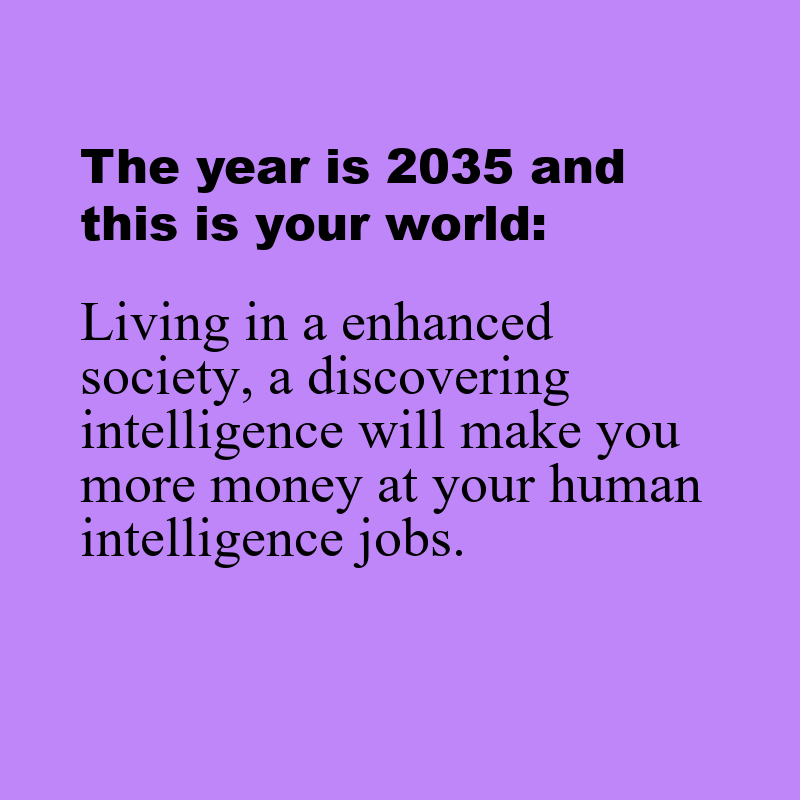 The year is 2035 and
this is your world:
Living in a enhanced
society, a discovering
intelligence will make you
more money at your human
intelligence jobs.